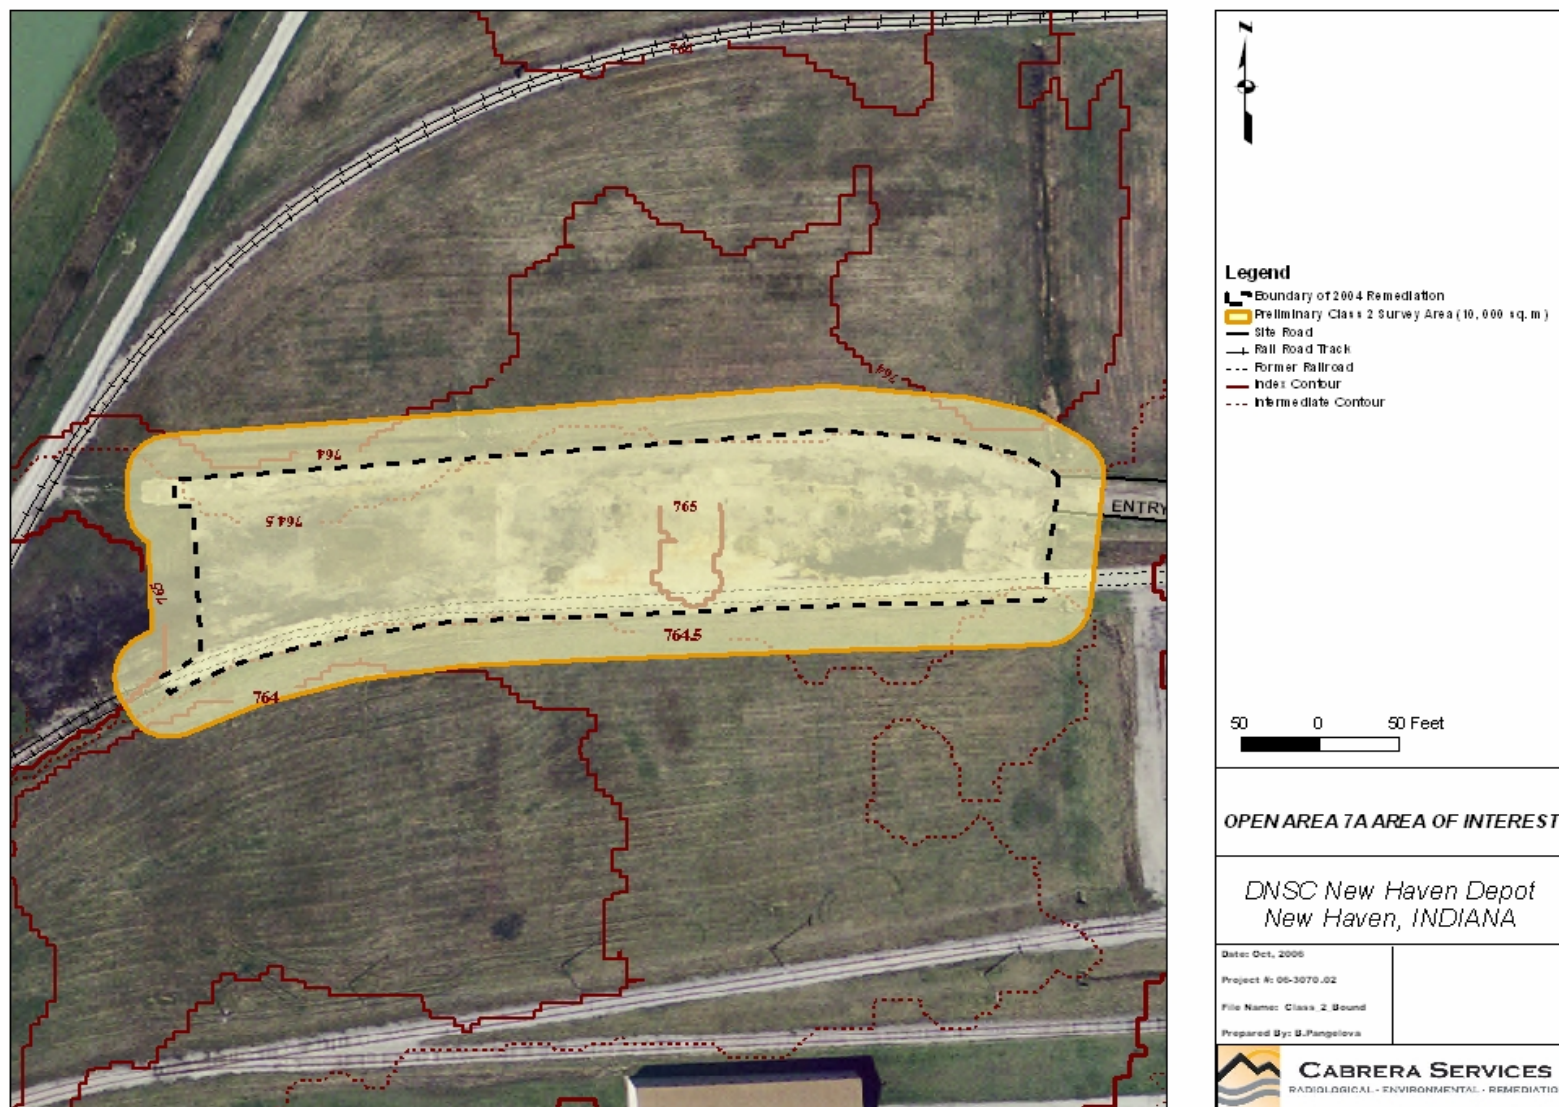 764
764
764
765
764.5
765
764.5
764
ENTRY
N
Legend
Boundary of 2004 Remediation
Preliminary Class 2 Survey Area (10,000 sq.m)
Site Road
Rail Road Track
Former Railroad
Index Contour
Intermediate Contour
50 0 50 Feet
OPEN AREA 7A AREA OF INTEREST
DNSC New Haven Depot
New Haven, INDIANA
Date: Oct, 2006
Project #: 06-3070.02
File Name: Class_2_Bound
Prepared By: B.Pangelova
CABRERA SERVICES
RADIOLOGICAL - ENVIRONMENTAL - REMEDIATIO